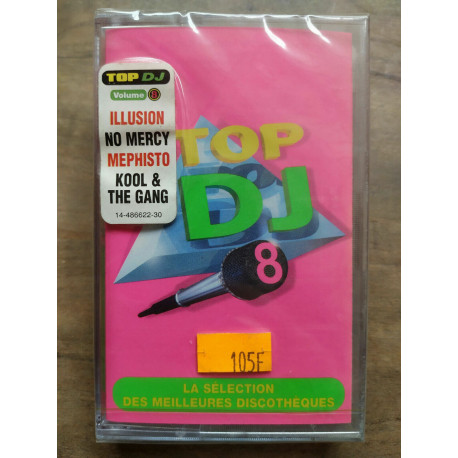 TOP DJ
Volume 8
ILLUSION
NO MERCY
MEPHISTO
KOOL &
THE GANG
14-486622-30
TOP
DJ
8
105F
LA SELECTION
DES MEILLEURES DISCOTHÈQUES